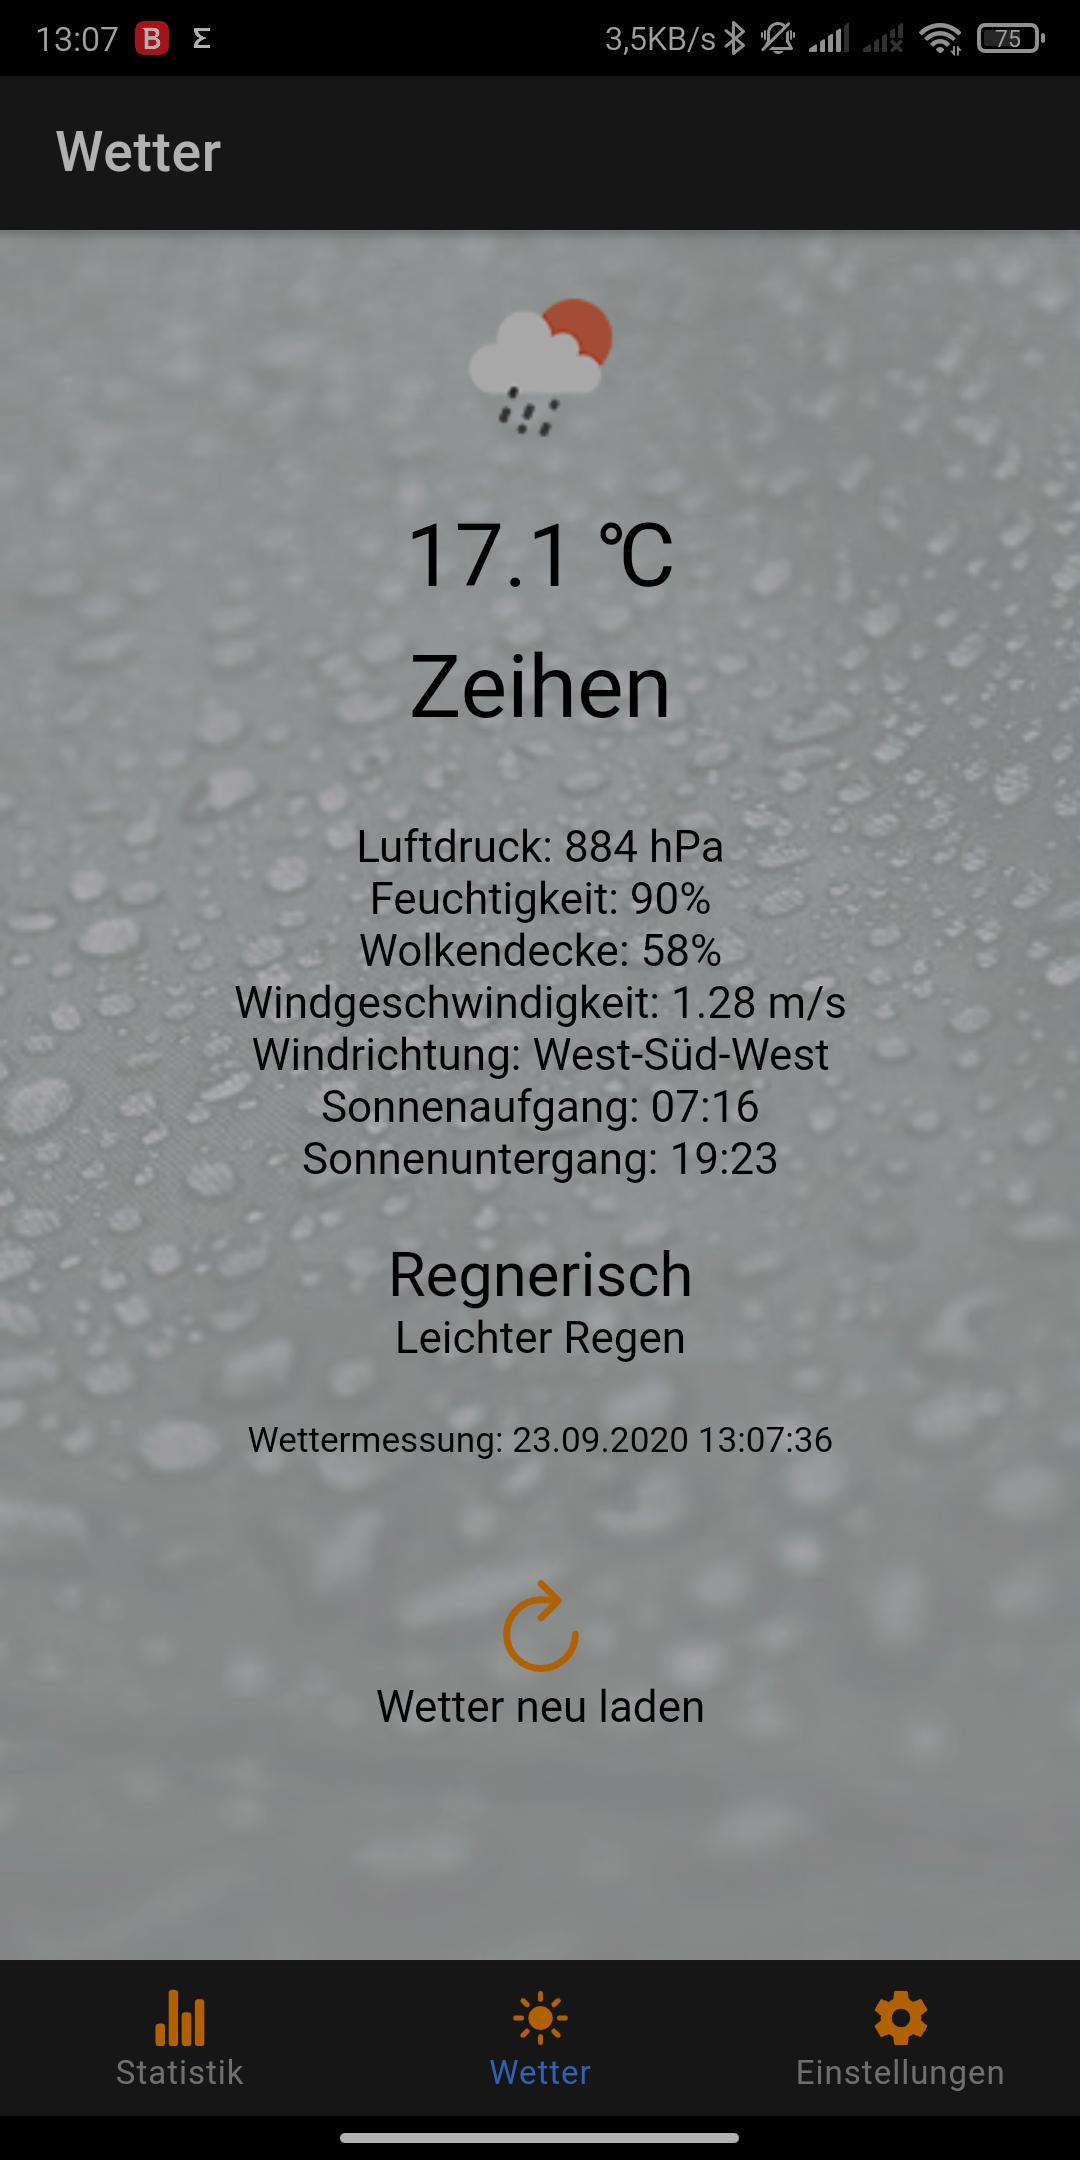 13:07 B Σ 3,5KB/s 75
Wetter
17.1 °C
Zeihen
Luftdruck: 884 hPa
Feuchtigkeit: 90%
Wolkendecke: 58%
Windgeschwindigkeit: 1.28 m/s
Windrichtung: West-Süd-West
Sonnenaufgang: 07:16
Sonnenuntergang: 19:23
Regnerisch
Leichter Regen
Wettermessung: 23.09.2020 13:07:36
Wetter neu laden
Statistik Wetter Einstellungen